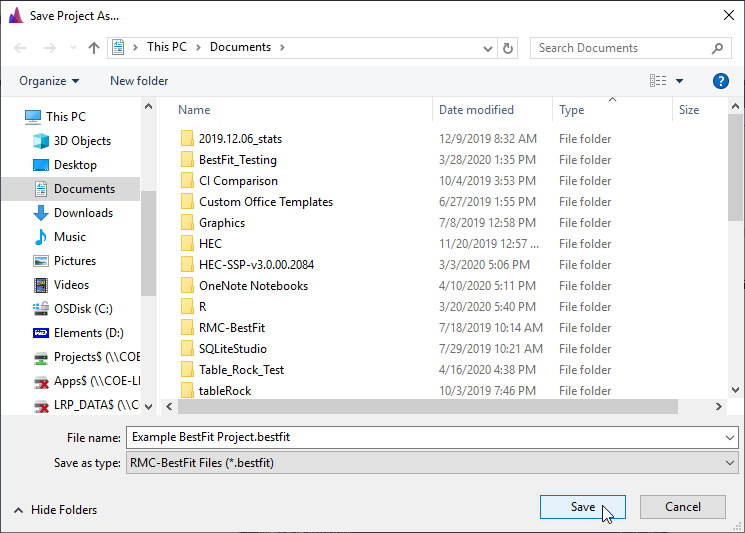 Save Project As...
This PC > Documents >
Search Documents
Organize
New folder
?
Name Date modified Type Size
This PC
3D Objects
Desktop
Documents
Downloads
Music
Pictures
Videos
OSDisk (C:)
Elements (D:)
Projects$ (\\COE
Apps$ (\\COE-LI
LRP_DATA$ (\\C
2019.12.06_stats 12/9/2019 8:32 AM File folder
BestFit_Testing 3/28/2020 1:35 PM File folder
CI Comparison 10/4/2019 3:53 PM File folder
Custom Office Templates 6/27/2019 1:55 PM File folder
Graphics 7/8/2019 12:58 PM File folder
HEC 11/20/2019 12:57 ... File folder
HEC-SSP-v3.0.00.2084 3/3/2020 5:06 PM File folder
OneNote Notebooks 4/10/2020 5:11 PM File folder
R 3/20/2020 5:40 PM File folder
RMC-BestFit 7/18/2019 10:14 AM File folder
SQLiteStudio 7/29/2019 10:21 AM File folder
Table_Rock_Test 4/16/2020 4:38 PM File folder
tableRock 10/3/2019 7:46 PM File folder
File name: Example BestFit Project.bestfit
Save as type: RMC-BestFit Files (*.bestfit)
Hide Folders
Save
Cancel